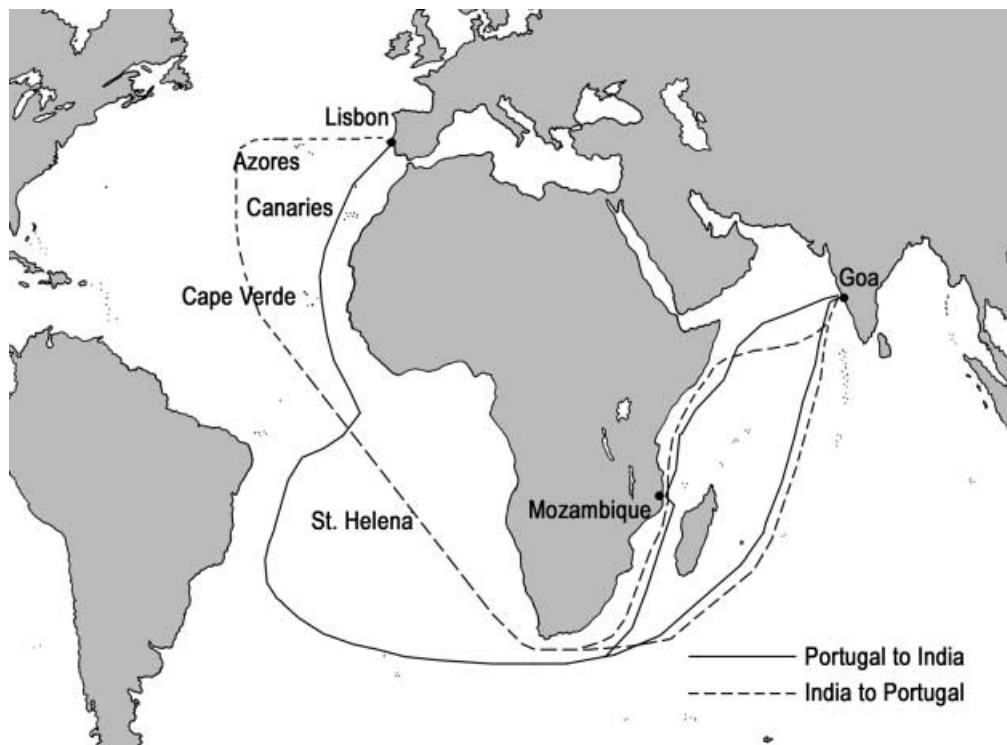 Lisbon
Azores
Canaries
Cape Verde
Goa
Mozambique
St. Helena
Portugal to India
India to Portugal